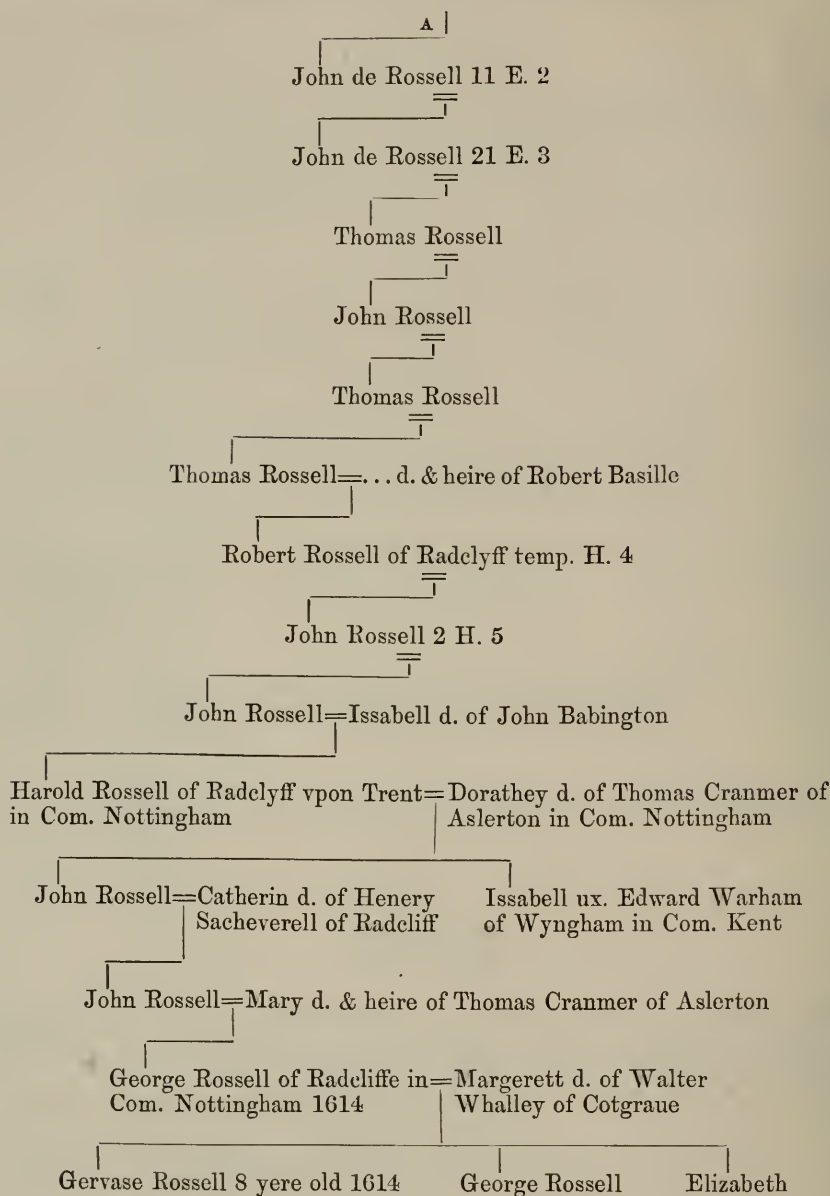 A
John de Rossell 11 E. 2
John de Rossell 21 E. 3
Thomas Rossell
John Rossell
Thomas Rossell
Thomas Rossell=... d. & heire of Robert Basille
Robert Rossell of Radclyff temp. H. 4
John Rossell 2 H. 5
John Rossell=Issabell d. of John Babington
Harold Rossell of Radclyff vpon Trent=Dorathey d. of Thomas Cranmer of
in Com. Nottingham Aslerton in Com. Nottingham
John Rossell=Catherin d. of Henery Issabell ux. Edward Warham
Sacheverell of Radcliff of Wyngham in Com. Kent
John Rossell=Mary d. & heire of Thomas Cranmer of Aslerton
George Rossell of Radcliffe in=Margerett d. of Walter
Com. Nottingham 1614 Whalley of Cotgraue
Gervase Rossell 8 yere old 1614 George Rossell Elizabeth